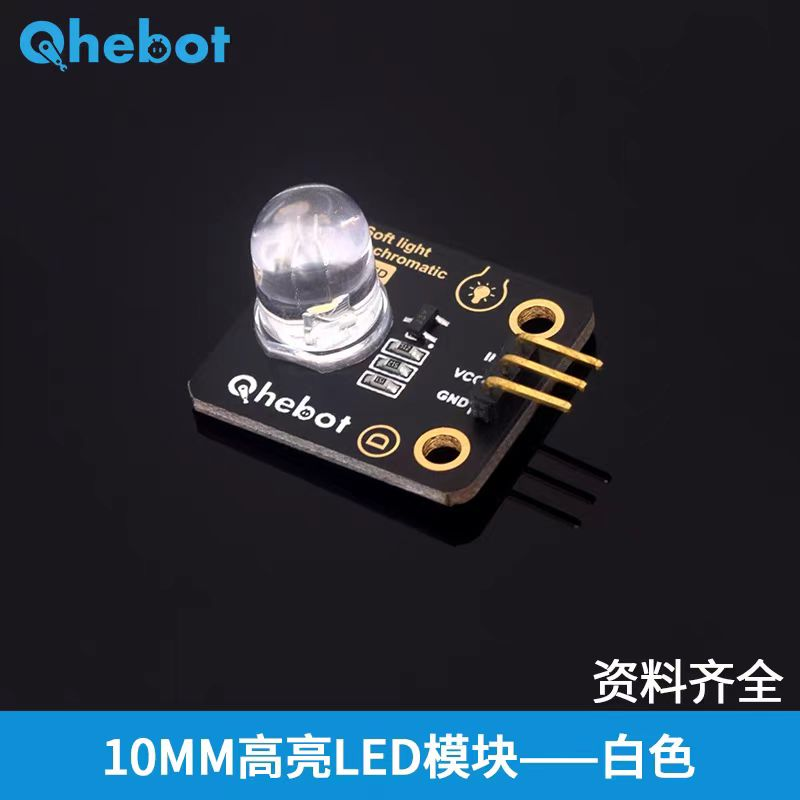 Qhebot
Soft light
chromatic
VCC
GND
Qhebot
D
资料齐全
10MM高亮LED模块——白色